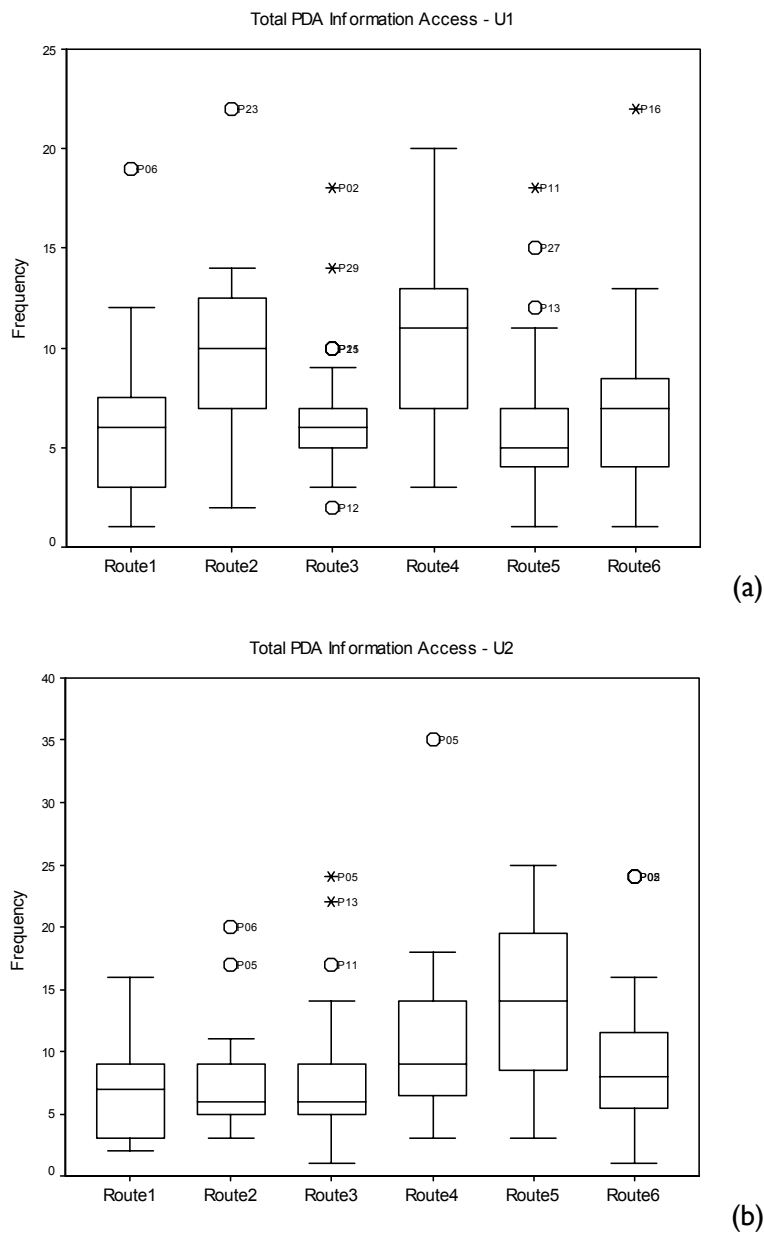 Total PDA Information Access - U1
25
20
15
10
5
0
Frequency
P06
P23
P02
P29
P12
P11
P27
P13
P16
Route1 Route2 Route3 Route4 Route5 Route6
(a)
Total PDA Information Access - U2
40
35
30
25
20
15
10
5
0
Frequency
P06
P05
P05
P13
P11
P05
Route1 Route2 Route3 Route4 Route5 Route6
(b)